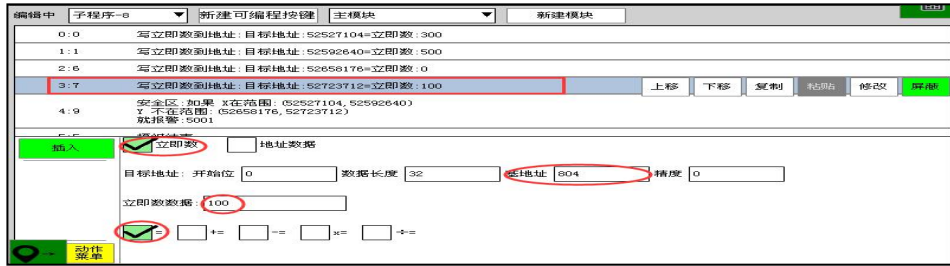 编辑中 子程序-8 新建可编程按键 主模块 新建模块
0:0 写立即数到地址:目标地址:52527104=立即数:300
1:1 写立即数到地址:目标地址:52592640=立即数:500
2:6 写立即数到地址:目标地址:52658176=立即数:0
3:7 写立即数到地址:目标地址:52723712=立即数:100 上移 下移 复制 粘贴 修改 屏蔽
4:9 安全区:如果 X在范围:(52527104,52592640)
Y 不在范围:(52658176,52723712)
就报警:5001
插入 立即数 地址数据
目标地址: 开始位 0 数据长度 32 基地址 804 精度 0
立即数数据: 100
= += -= x= ÷=
动作
菜单